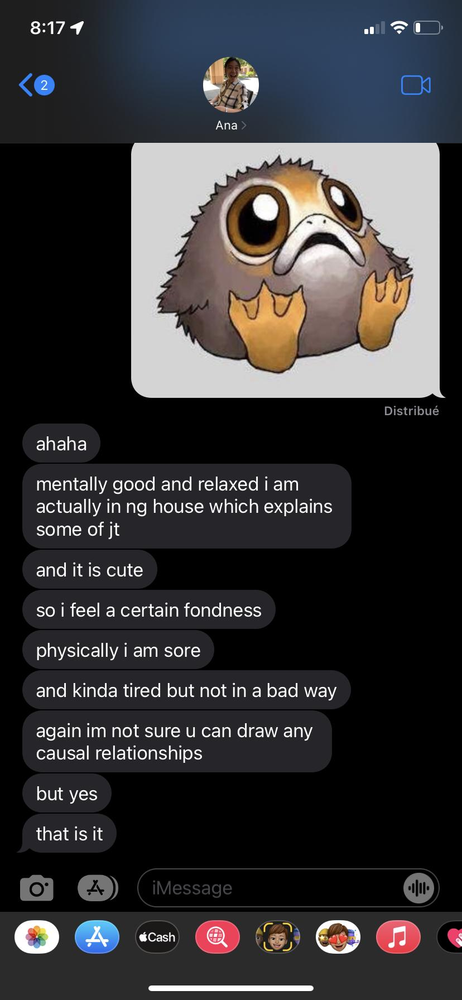 8:17
2
Ana
Distribué
ahaha
mentally good and relaxed i am
actually in ng house which explains
some of jt
and it is cute
so i feel a certain fondness
physically i am sore
and kinda tired but not in a bad way
again im not sure u can draw any
causal relationships
but yes
that is it
iMessage
Cash